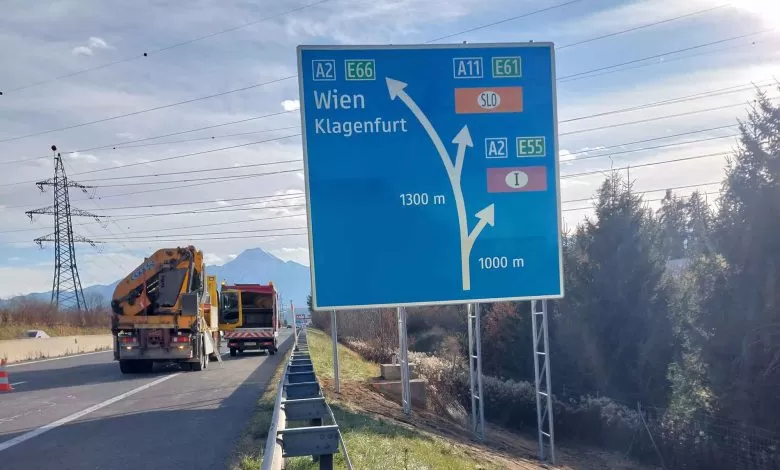 A2 E66
A11 E61
SLO
Wien
Klagenfurt
A2 E55
I
1300 m
1000 m